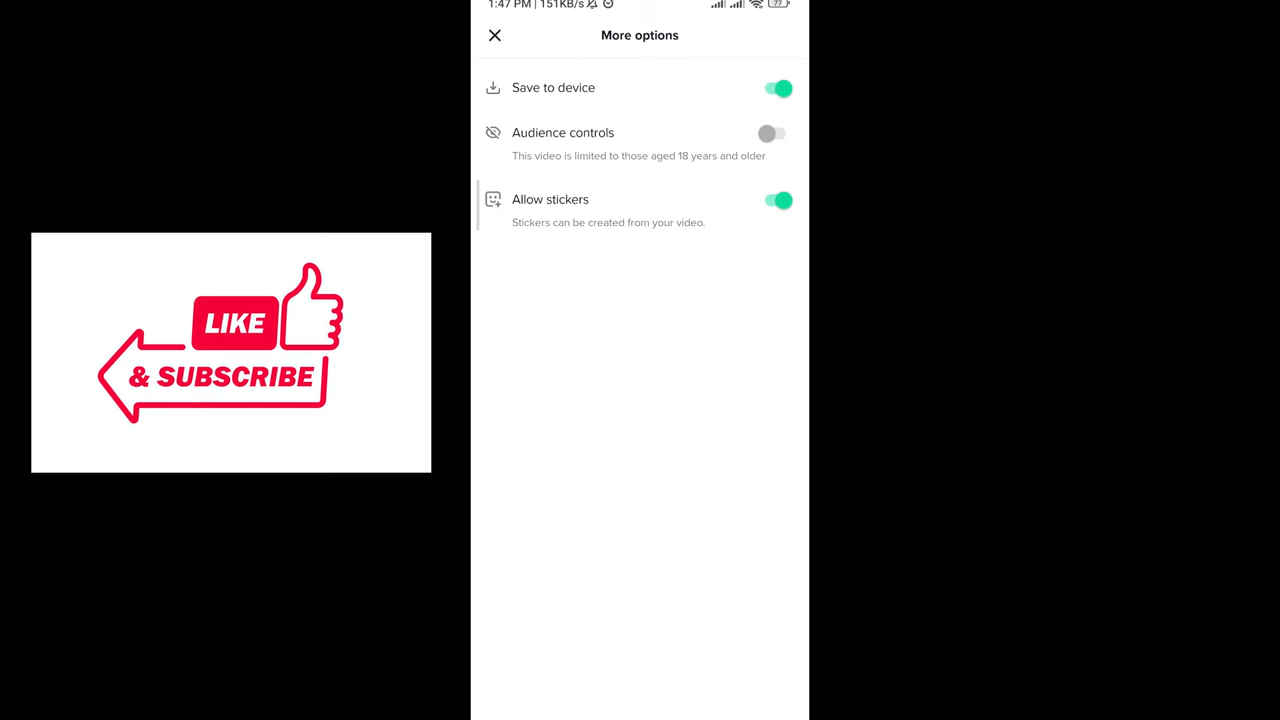 1:47 PM | 151KB/s
77
More options
Save to device
Audience controls
This video is limited to those aged 18 years and older
Allow stickers
Stickers can be created from your video.
LIKE
& SUBSCRIBE